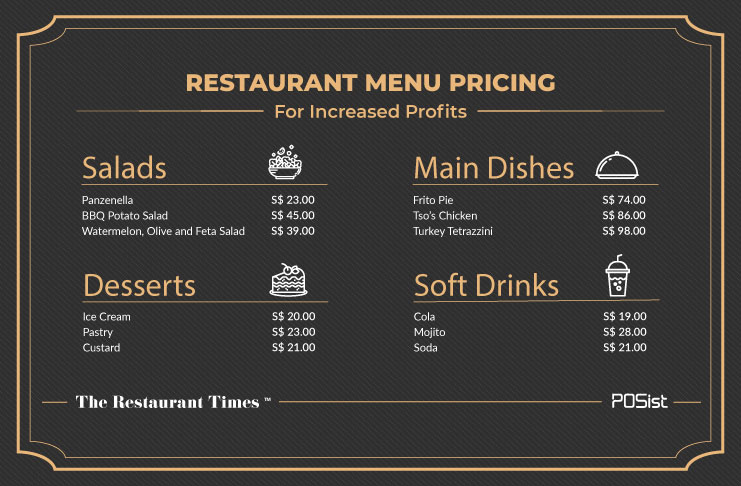 RESTAURANT MENU PRICING
For Increased Profits
Salads
Panzenella S$ 23.00
BBQ Potato Salad S$ 45.00
Watermelon, Olive and Feta Salad S$ 39.00
Main Dishes
Frito Pie S$ 74.00
Tso's Chicken S$ 86.00
Turkey Tetrazzini S$ 98.00
Desserts
Ice Cream S$ 20.00
Pastry S$ 23.00
Custard S$ 21.00
Soft Drinks
Cola S$ 19.00
Mojito S$ 28.00
Soda S$ 21.00
The Restaurant Times ™
POSist